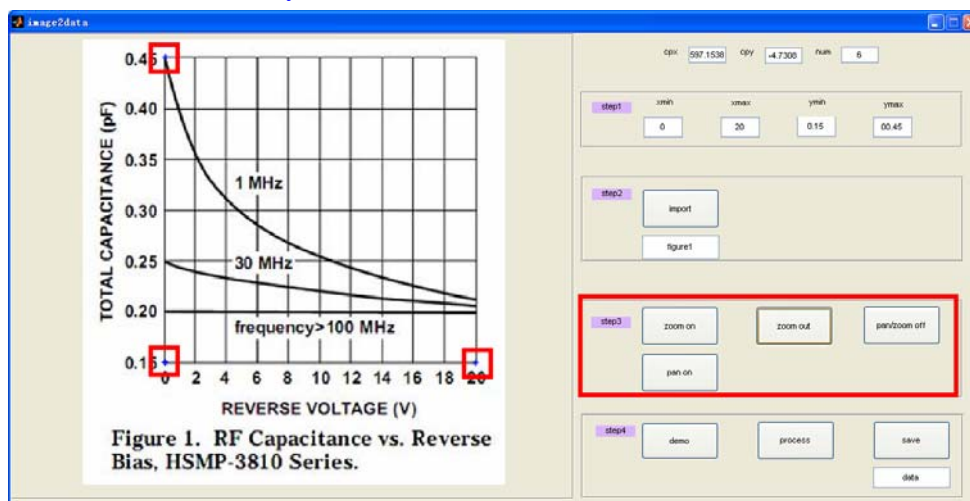 image2data
0.45
0.40
0.35
0.30
0.25
0.20
0.15
TOTAL CAPACITANCE (pF)
1 MHz
30 MHz
frequency>100 MHz
0 2 4 6 8 10 12 14 16 18 20
REVERSE VOLTAGE (V)
Figure 1. RF Capacitance vs. Reverse
Bias, HSMP-3810 Series.
cpx 597.1538 cpy -4.7308 num 6
step1 xmin xmax ymin ymax
0 20 0.15 00.45
step2
import
figure1
step3
zoom on zoom out pan/zoom off
pan on
step4
demo process save
data